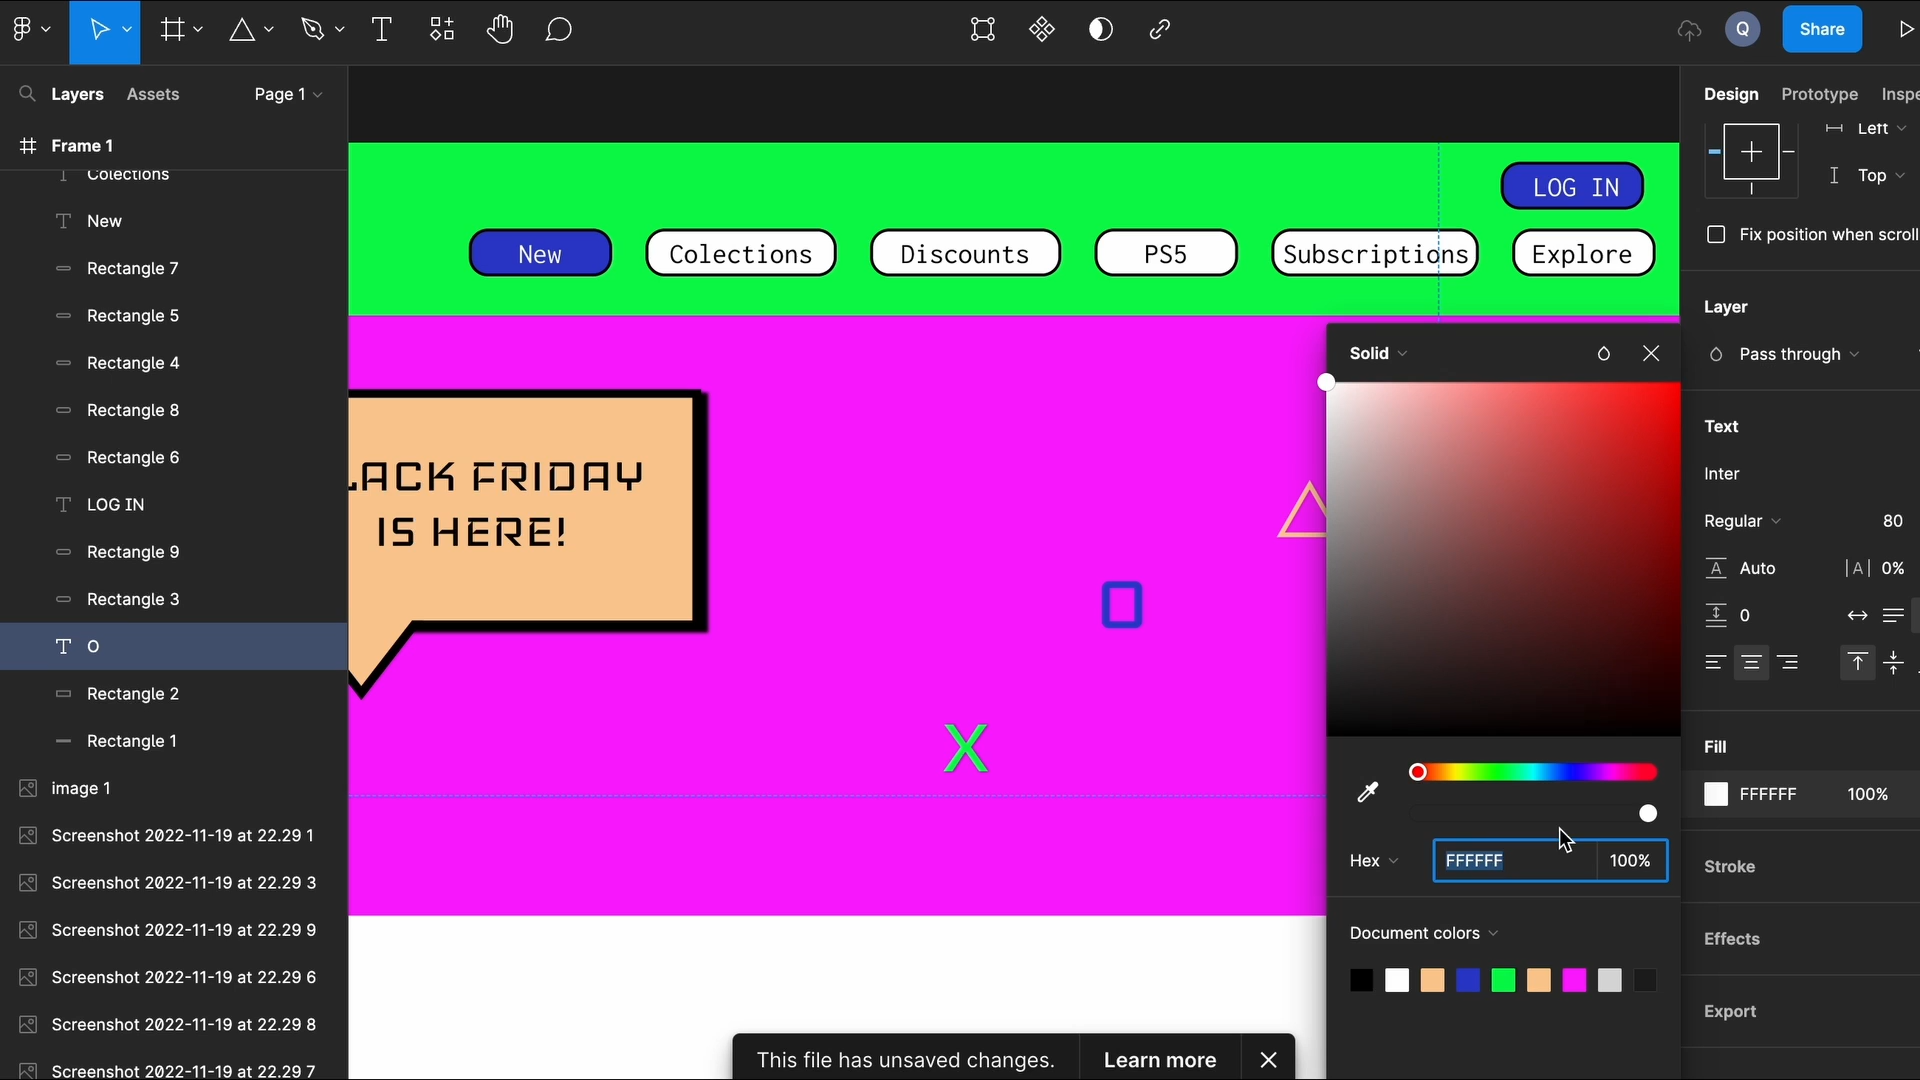 Q
Share
Layers
Assets
Page 1
Design
Prototype
Inspe
Frame 1
Colections
New
Rectangle 7
Rectangle 5
Rectangle 4
Rectangle 8
Rectangle 6
LOG IN
Rectangle 9
Rectangle 3
O
Rectangle 2
Rectangle 1
image 1
Screenshot 2022-11-19 at 22.29 1
Screenshot 2022-11-19 at 22.29 3
Screenshot 2022-11-19 at 22.29 9
Screenshot 2022-11-19 at 22.29 6
Screenshot 2022-11-19 at 22.29 8
Screenshot 2022-11-19 at 22.29 7
LOG IN
New
Colections
Discounts
PS5
Subscriptions
Explore
LACK FRIDAY
IS HERE!
X
Solid
Hex
FFFFFF
100%
Document colors
This file has unsaved changes.
Learn more
Left
Top
Fix position when scroll
Layer
Pass through
Text
Inter
Regular
80
Auto
0%
0
Fill
FFFFFF
100%
Stroke
Effects
Export